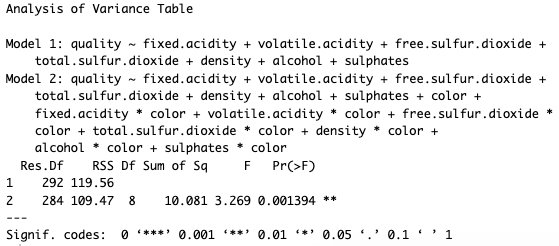 Analysis of Variance Table
Model 1: quality ~ fixed.acidity + volatile.acidity + free.sulfur.dioxide +
total.sulfur.dioxide + density + alcohol + sulphates
Model 2: quality ~ fixed.acidity + volatile.acidity + free.sulfur.dioxide +
total.sulfur.dioxide + density + alcohol + sulphates + color +
fixed.acidity * color + volatile.acidity * color + free.sulfur.dioxide *
color + total.sulfur.dioxide * color + density * color +
alcohol * color + sulphates * color
Res.Df RSS Df Sum of Sq F Pr(>F)
1 292 119.56
2 284 109.47 8 10.081 3.269 0.001394 **
---
Signif. codes: 0 ‘***’ 0.001 ‘**’ 0.01 ‘*’ 0.05 ‘.’ 0.1 ‘ ’ 1